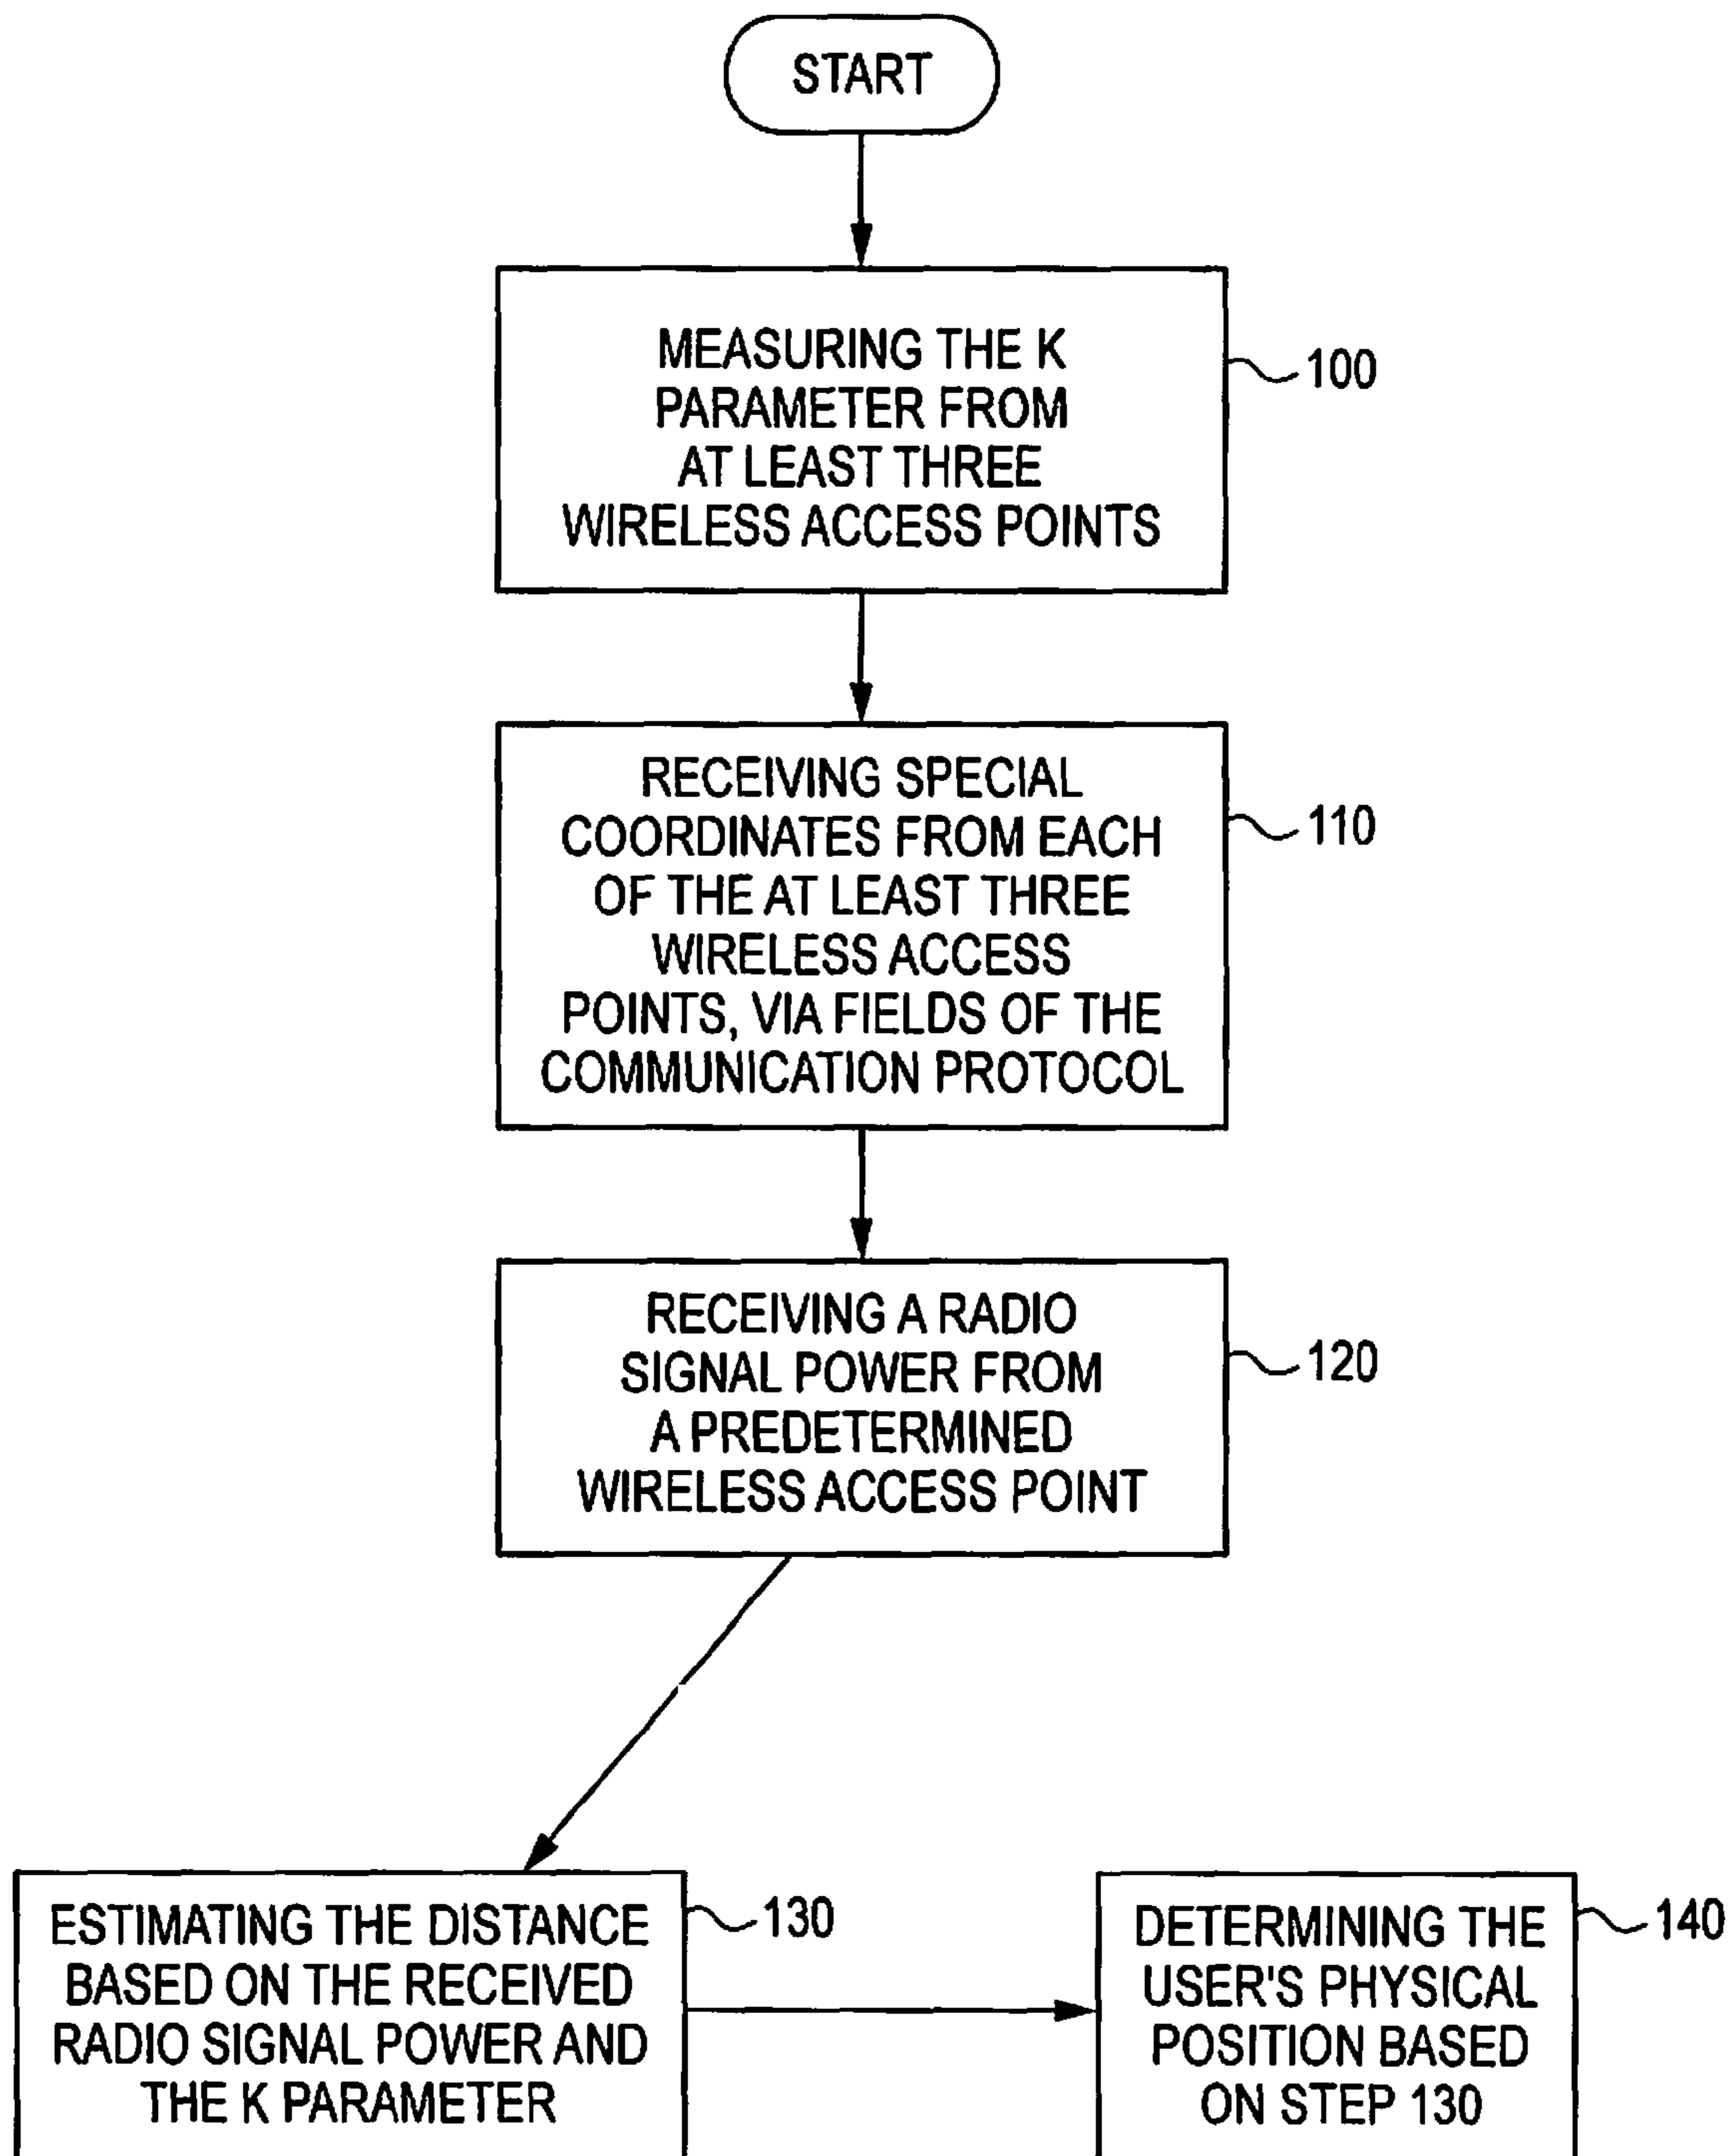 START
MEASURING THE K
PARAMETER FROM
AT LEAST THREE
WIRELESS ACCESS POINTS
100
RECEIVING SPECIAL
COORDINATES FROM EACH
OF THE AT LEAST THREE
WIRELESS ACCESS
POINTS, VIA FIELDS OF THE
COMMUNICATION PROTOCOL
110
RECEIVING A RADIO
SIGNAL POWER FROM
A PREDETERMINED
WIRELESS ACCESS POINT
120
ESTIMATING THE DISTANCE
BASED ON THE RECEIVED
RADIO SIGNAL POWER AND
THE K PARAMETER
130
DETERMINING THE
USER'S PHYSICAL
POSITION BASED
ON STEP 130
140